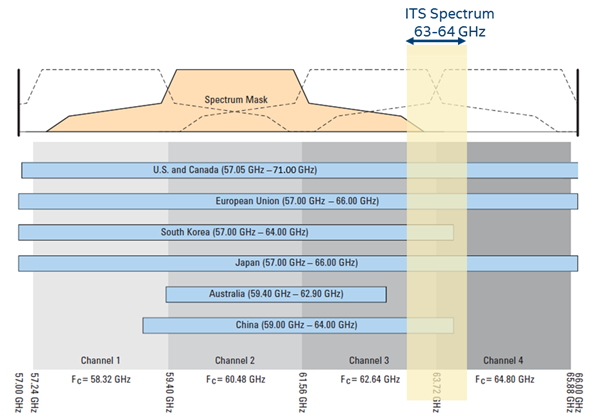 ITS Spectrum
63-64 GHz
Spectrum Mask
U.S. and Canada (57.05 GHz – 71.00 GHz)
European Union (57.00 GHz – 66.00 GHz)
South Korea (57.00 GHz – 64.00 GHz)
Japan (57.00 GHz – 66.00 GHz)
Australia (59.40 GHz – 62.90 GHz)
China (59.00 GHz – 64.00 GHz)
Channel 1
Channel 2
Channel 3
Channel 4
Fc= 58.32 GHz
Fc= 60.48 GHz
Fc= 62.64 GHz
Fc= 64.80 GHz
57.00 GHz
57.24 GHz
59.40 GHz
61.56 GHz
63.72 GHz
65.88 GHz
66.00 GHz